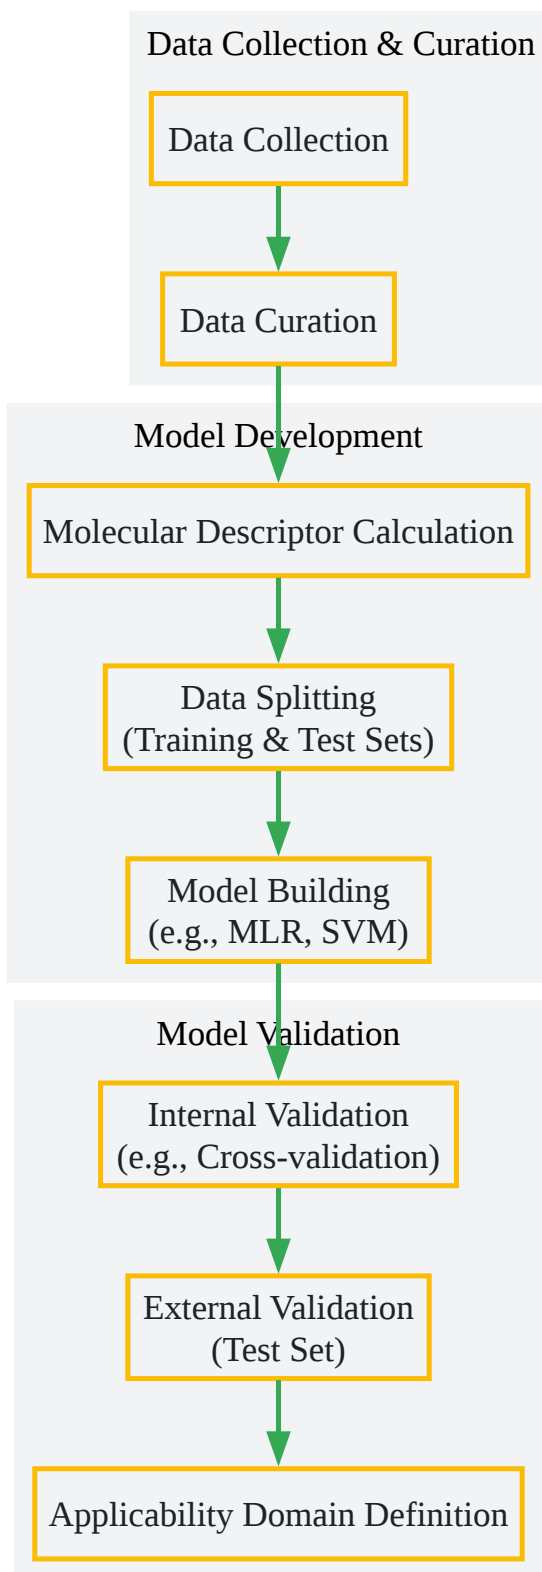 Data Collection & Curation
Data Collection
Data Curation
Model Development
Molecular Descriptor Calculation
Data Splitting
(Training & Test Sets)
Model Building
(e.g., MLR, SVM)
Model Validation
Internal Validation
(e.g., Cross-validation)
External Validation
(Test Set)
Applicability Domain Definition